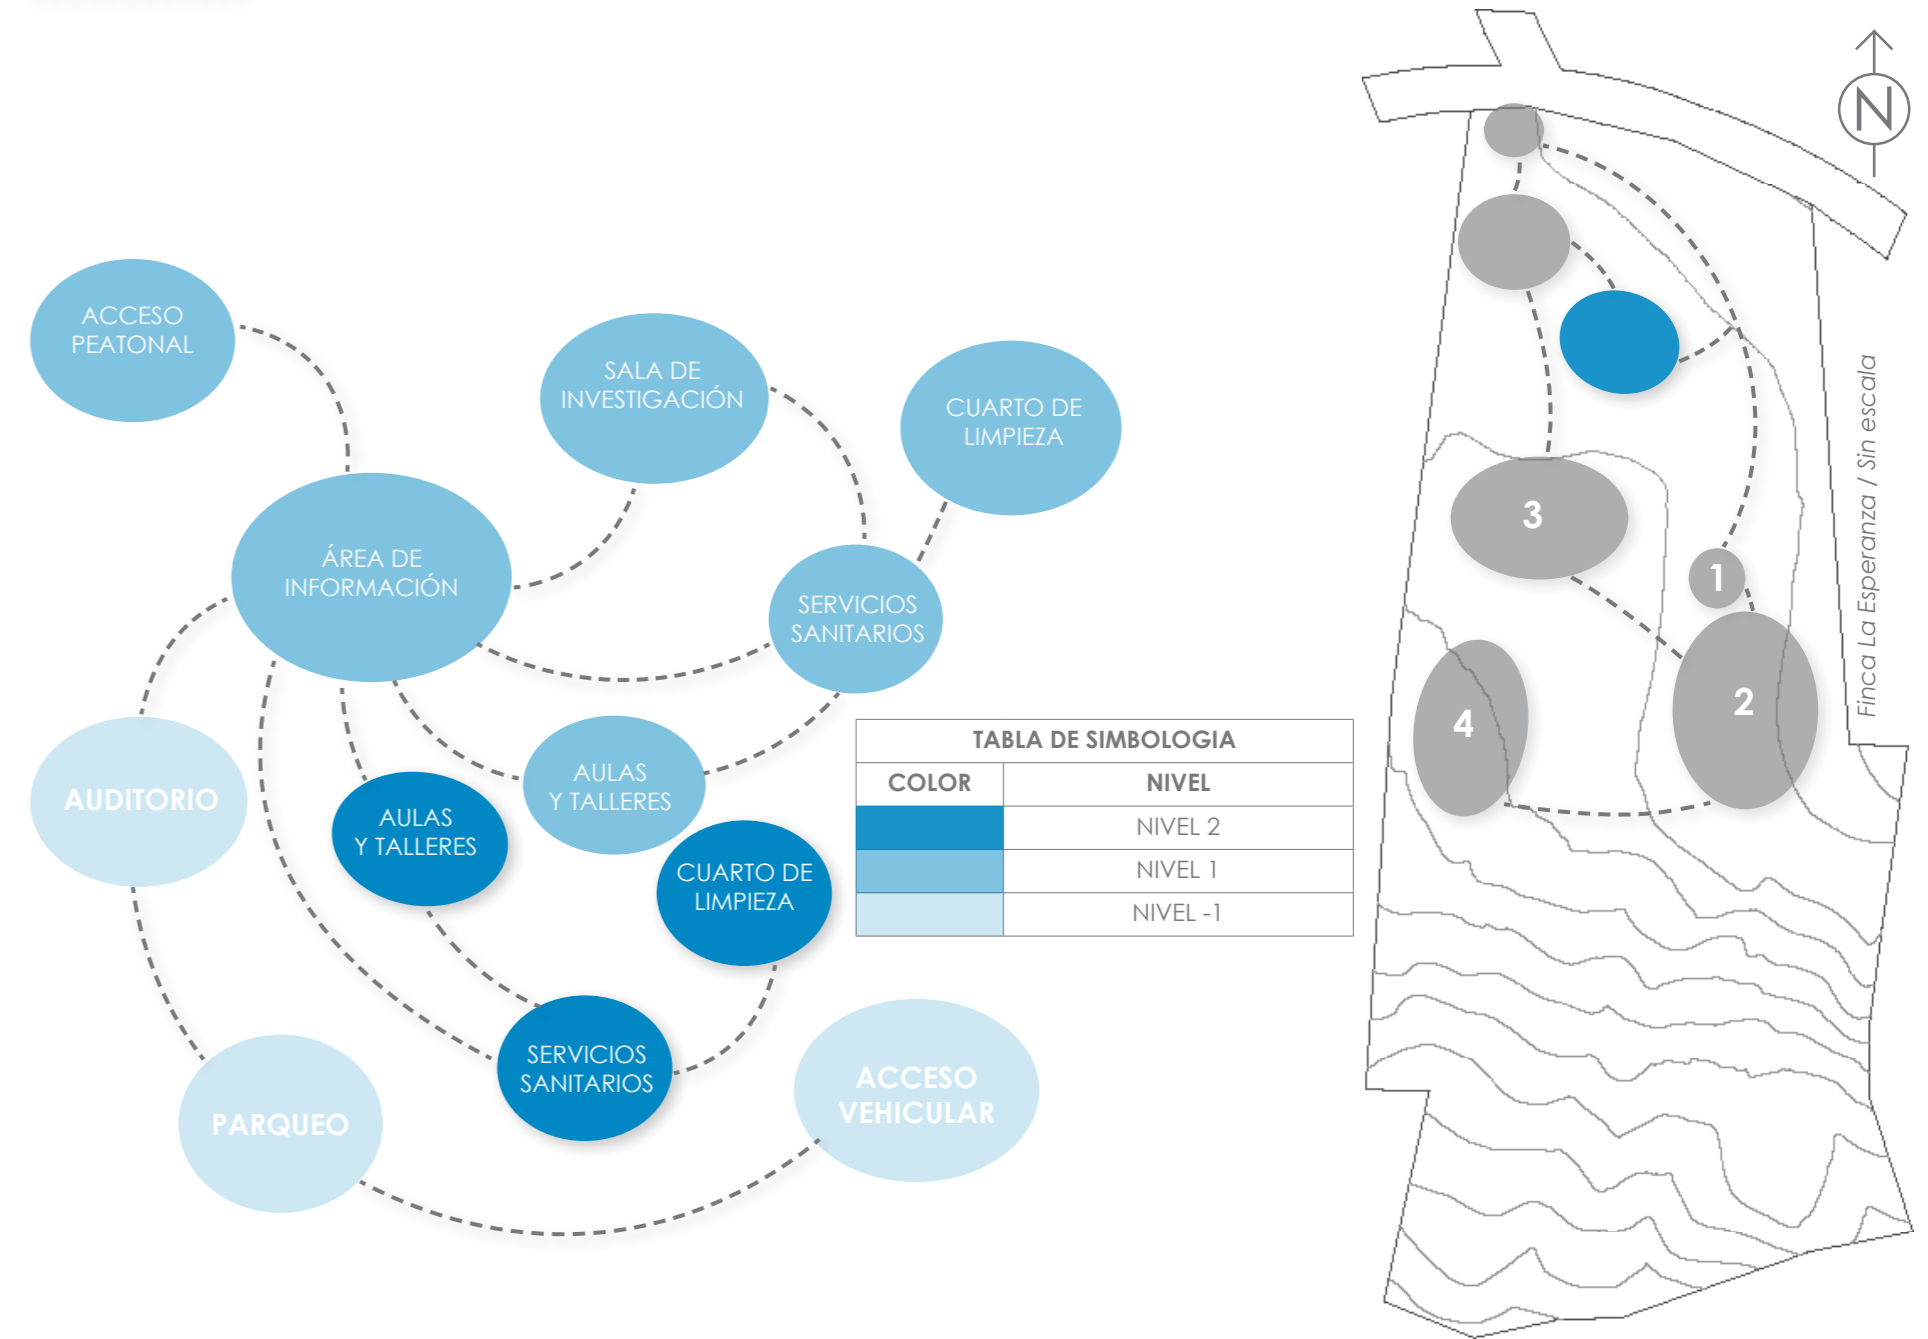 ACCESO
PEATONAL
SALA DE
INVESTIGACIÓN
CUARTO DE
LIMPIEZA
ÁREA DE
INFORMACIÓN
SERVICIOS
SANITARIOS
AUDITORIO
AULAS
Y TALLERES
AULAS
Y TALLERES
CUARTO DE
LIMPIEZA
SERVICIOS
SANITARIOS
PARQUEO
ACCESO
VEHICULAR
TABLA DE SIMBOLOGIA
COLOR NIVEL
NIVEL 2
NIVEL 1
NIVEL -1
N
3
1
2
4
Finca La Esperanza / Sin escala